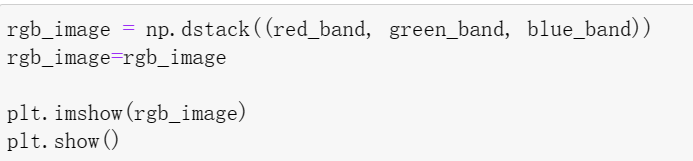 rgb_image = np.dstack((red_band, green_band, blue_band))
rgb_image=rgb_image
plt.imshow(rgb_image)
plt.show()